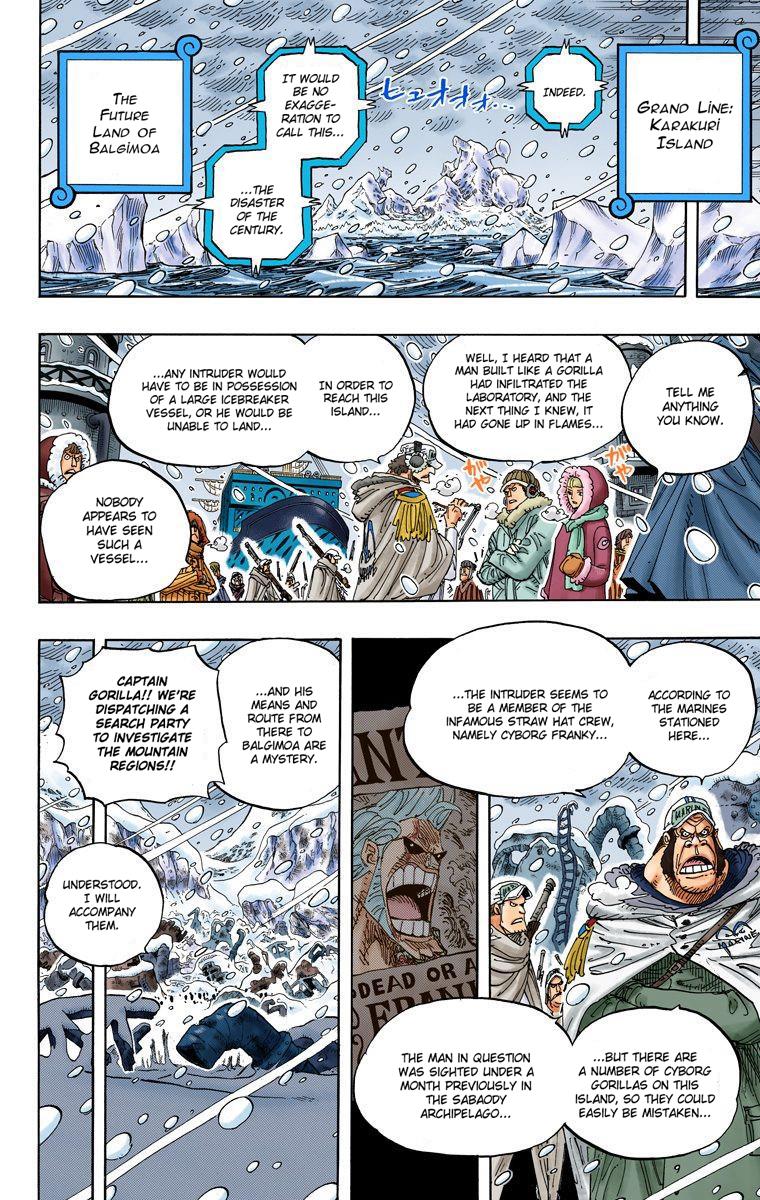 GRAND LINE:
KARAKURI
ISLAND
THE
FUTURE
LAND OF
BALGIMOA
INDEED.
ヒュオオオ...
IT WOULD
BE NO
EXAGGE-
RATION TO
CALL THIS...
...THE
DISASTER
OF THE
CENTURY.
TELL ME
ANYTHING
YOU KNOW.
WELL, I HEARD THAT A
MAN BUILT LIKE A GORILLA
HAD INFILTRATED THE
LABORATORY, AND THE
NEXT THING I KNEW, IT
HAD GONE UP IN FLAMES...
ガヤ
ガヤ
IN ORDER TO
REACH THIS
ISLAND...
...ANY INTRUDER WOULD
HAVE TO BE IN POSSESSION
OF A LARGE ICEBREAKER
VESSEL, OR HE WOULD BE
UNABLE TO LAND...
NOBODY
APPEARS TO
HAVE SEEN
SUCH A
VESSEL...
ACCORDING TO
THE MARINES
STATIONED
HERE...
...THE INTRUDER SEEMS TO
BE A MEMBER OF THE
INFAMOUS STRAW HAT CREW,
NAMELY CYBORG FRANKY...
MARINE
MARINE
ANT
DEAD OR A
FRANK
...BUT THERE ARE
A NUMBER OF CYBORG
GORILLAS ON THIS
ISLAND, SO THEY COULD
EASILY BE MISTAKEN...
THE MAN IN QUESTION
WAS SIGHTED UNDER A
MONTH PREVIOUSLY IN
THE SABAODY
ARCHIPELAGO...
...AND HIS
MEANS AND
ROUTE FROM
THERE TO
BALGIMOA ARE
A MYSTERY.
CAPTAIN
GORILLA!! WE'RE
DISPATCHING A
SEARCH PARTY
TO INVESTIGATE
THE MOUNTAIN
REGIONS!!
UNDERSTOOD.
I WILL
ACCOMPANY
THEM.